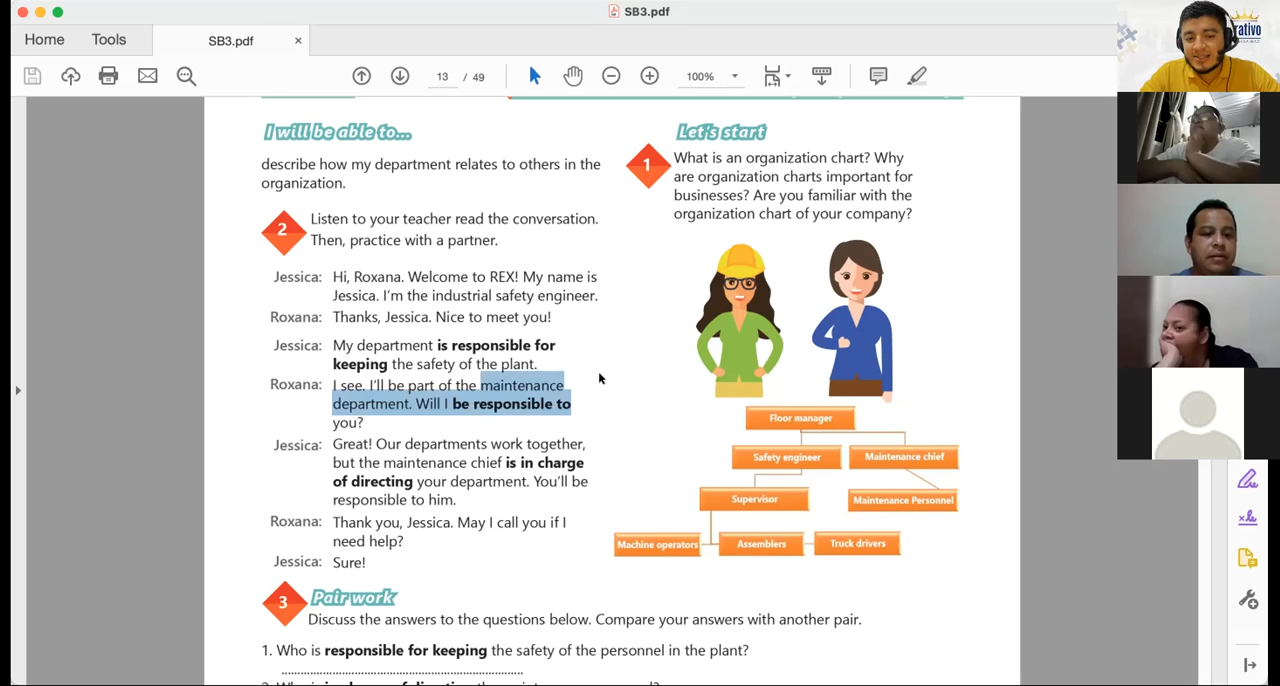 SB3.pdf
Home
Tools
SB3.pdf
×
13 / 49
100%
rativo
I will be able to...
describe how my department relates to others in the
organization.
Let's start
1
What is an organization chart? Why
are organization charts important for
businesses? Are you familiar with the
organization chart of your company?
2
Listen to your teacher read the conversation.
Then, practice with a partner.
Jessica: Hi, Roxana. Welcome to REX! My name is
Jessica. I'm the industrial safety engineer.
Roxana: Thanks, Jessica. Nice to meet you!
Jessica: My department is responsible for
keeping the safety of the plant.
Roxana: I see. I'll be part of the maintenance
department. Will I be responsible to
you?
Jessica: Great! Our departments work together,
but the maintenance chief is in charge
of directing your department. You'll be
responsible to him.
Roxana: Thank you, Jessica. May I call you if I
need help?
Jessica: Sure!
Floor manager
Safety engineer
Maintenance chief
Supervisor
Maintenance Personnel
Machine operators
Assemblers
Truck drivers
3
Pair work
Discuss the answers to the questions below. Compare your answers with another pair.
1. Who is responsible for keeping the safety of the personnel in the plant?